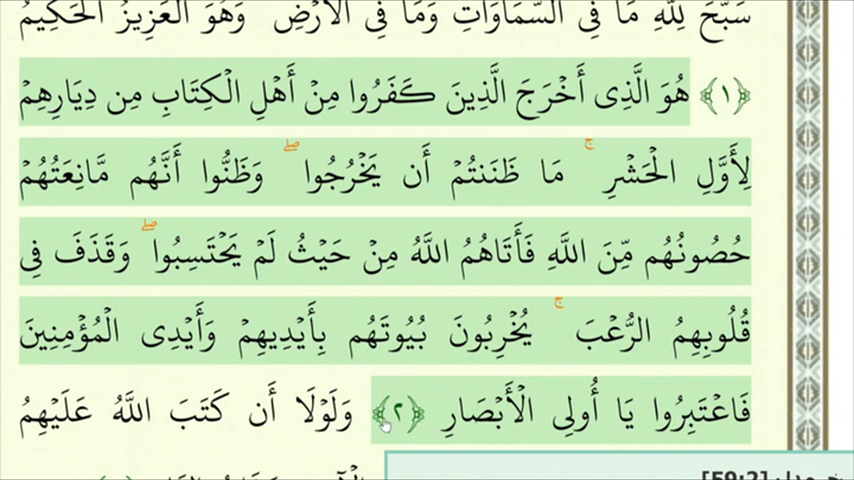 سَبَّحَ لِلَّهِ مَا فِى السَّمَاوَاتِ وَمَا فِى الْأَرْضِ وَهُوَ الْعَزِيزُ الْحَكِيمُ
﴿١﴾ هُوَ الَّذِى أَخْرَجَ الَّذِينَ كَفَرُوا مِنْ أَهْلِ الْكِتَابِ مِن دِيَارِهِمْ
لِأَوَّلِ الْحَشْرِ ۚ مَا ظَنَنتُمْ أَن يَخْرُجُوا ۖ وَظَنُّوا أَنَّهُم مَّانِعَتُهُمْ
حُصُونُهُم مِّنَ اللَّهِ فَأَتَاهُمُ اللَّهُ مِنْ حَيْثُ لَمْ يَحْتَسِبُوا ۖ وَقَذَفَ فِى
قُلُوبِهِمُ الرُّعْبَ ۚ يُخْرِبُونَ بُيُوتَهُم بِأَيْدِيهِمْ وَأَيْدِى الْمُؤْمِنِينَ
فَاعْتَبِرُوا يَا أُولِى الْأَبْصَارِ ﴿٢﴾ وَلَوْلَا أَن كَتَبَ اللَّهُ عَلَيْهِمُ
[59:2]